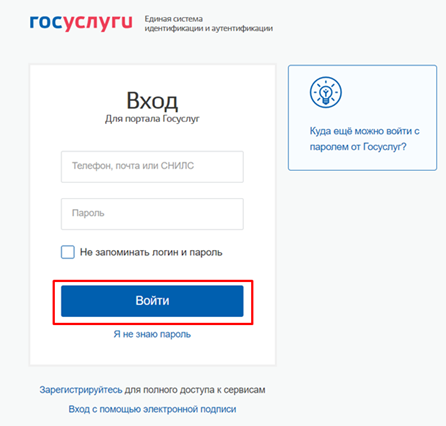 госуслуги
Единая система
идентификации и аутентификации
Вход
Для портала Госуслуг
Телефон, почта или СНИЛС
Пароль
Не запоминать логин и пароль
Войти
Я не знаю пароль
Куда ещё можно войти с
паролем от Госуслуг?
Зарегистрируйтесь для полного доступа к сервисам
Вход с помощью электронной подписи